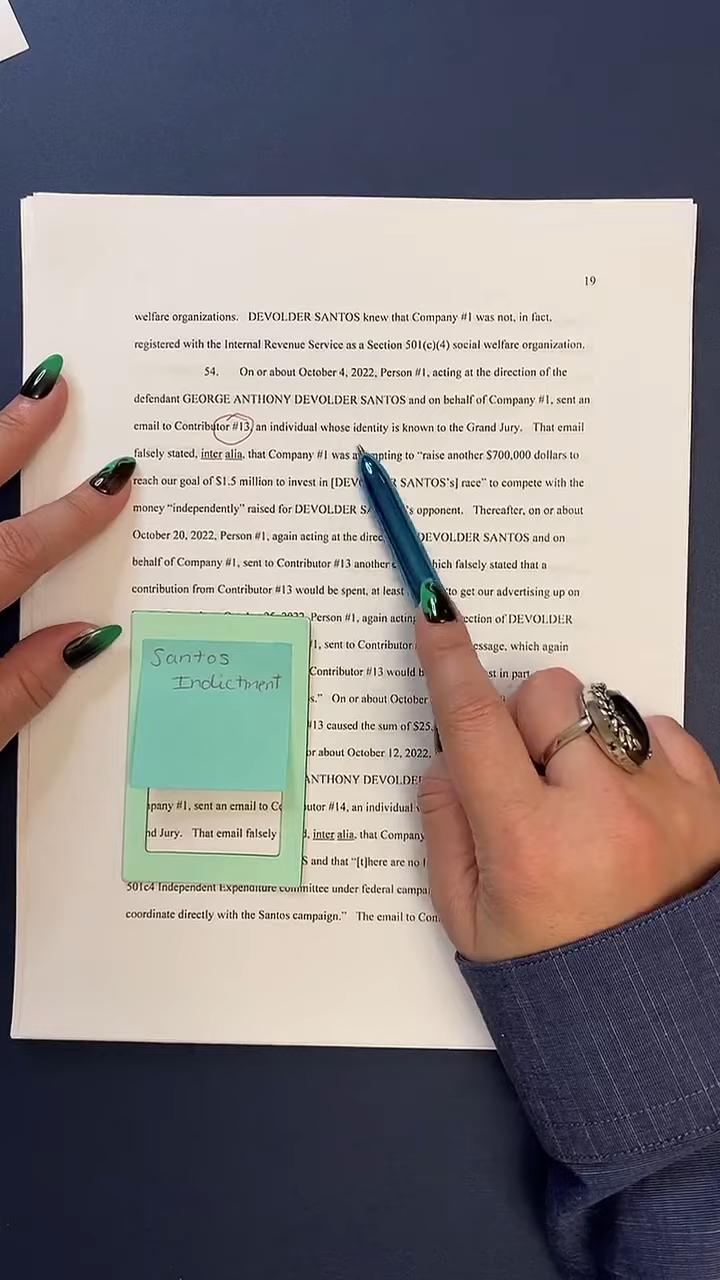 19
welfare organizations. DEVOLDER SANTOS knew that Company #1 was not, in fact,
registered with the Internal Revenue Service as a Section 501(c)(4) social welfare organization.
54. On or about October 4, 2022, Person #1, acting at the direction of the
defendant GEORGE ANTHONY DEVOLDER SANTOS and on behalf of Company #1, sent an
email to Contributor #13, an individual whose identity is known to the Grand Jury. That email
falsely stated, inter alia, that Company #1 was pting to “raise another $700,000 dollars to
reach our goal of $1.5 million to invest in [DEV R SANTOS's] race” to compete with the
money “independently” raised for DEVOLDER SA 's opponent. Thereafter, on or about
October 20, 2022, Person #1, again acting at the direc DEVOLDER SANTOS and on
behalf of Company #1, sent to Contributor #13 another hich falsely stated that a
contribution from Contributor #13 would be spent, at least to get our advertising up on
Person #1, again acting ection of DEVOLDER
#1, sent to Contributor essage, which again
Contributor #13 would b st in part
s.” On or about October
#13 caused the sum of $25,
or about October 12, 2022,
ANTHONY DEVOLDE
Santos
Indictment
pany #1, sent an email to Co utor #14, an individual
nd Jury. That email falsely inter alia, that Company
S and that “[t]here are no l
501c4 Independent Expenditure committee under federal campa
coordinate directly with the Santos campaign.” The email to Con